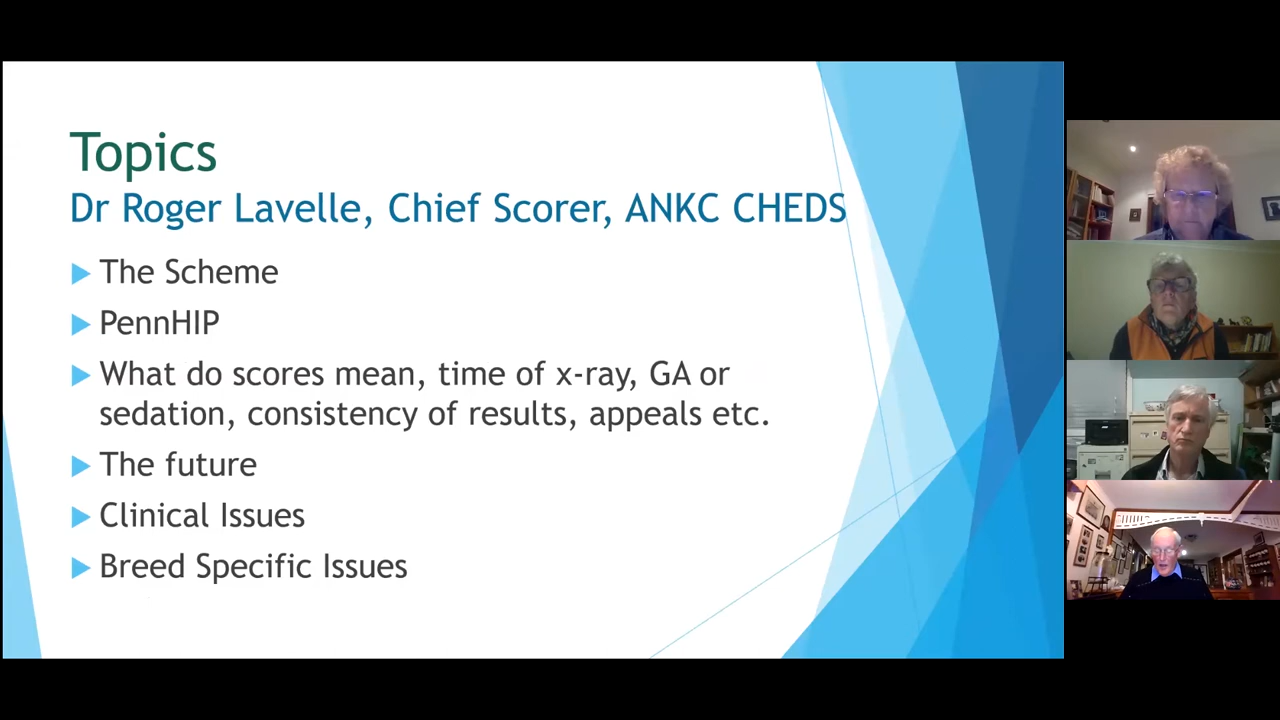 Topics
Dr Roger Lavelle, Chief Scorer, ANKC CHEDS
The Scheme
PennHIP
What do scores mean, time of x-ray, GA or
sedation, consistency of results, appeals etc.
The future
Clinical Issues
Breed Specific Issues